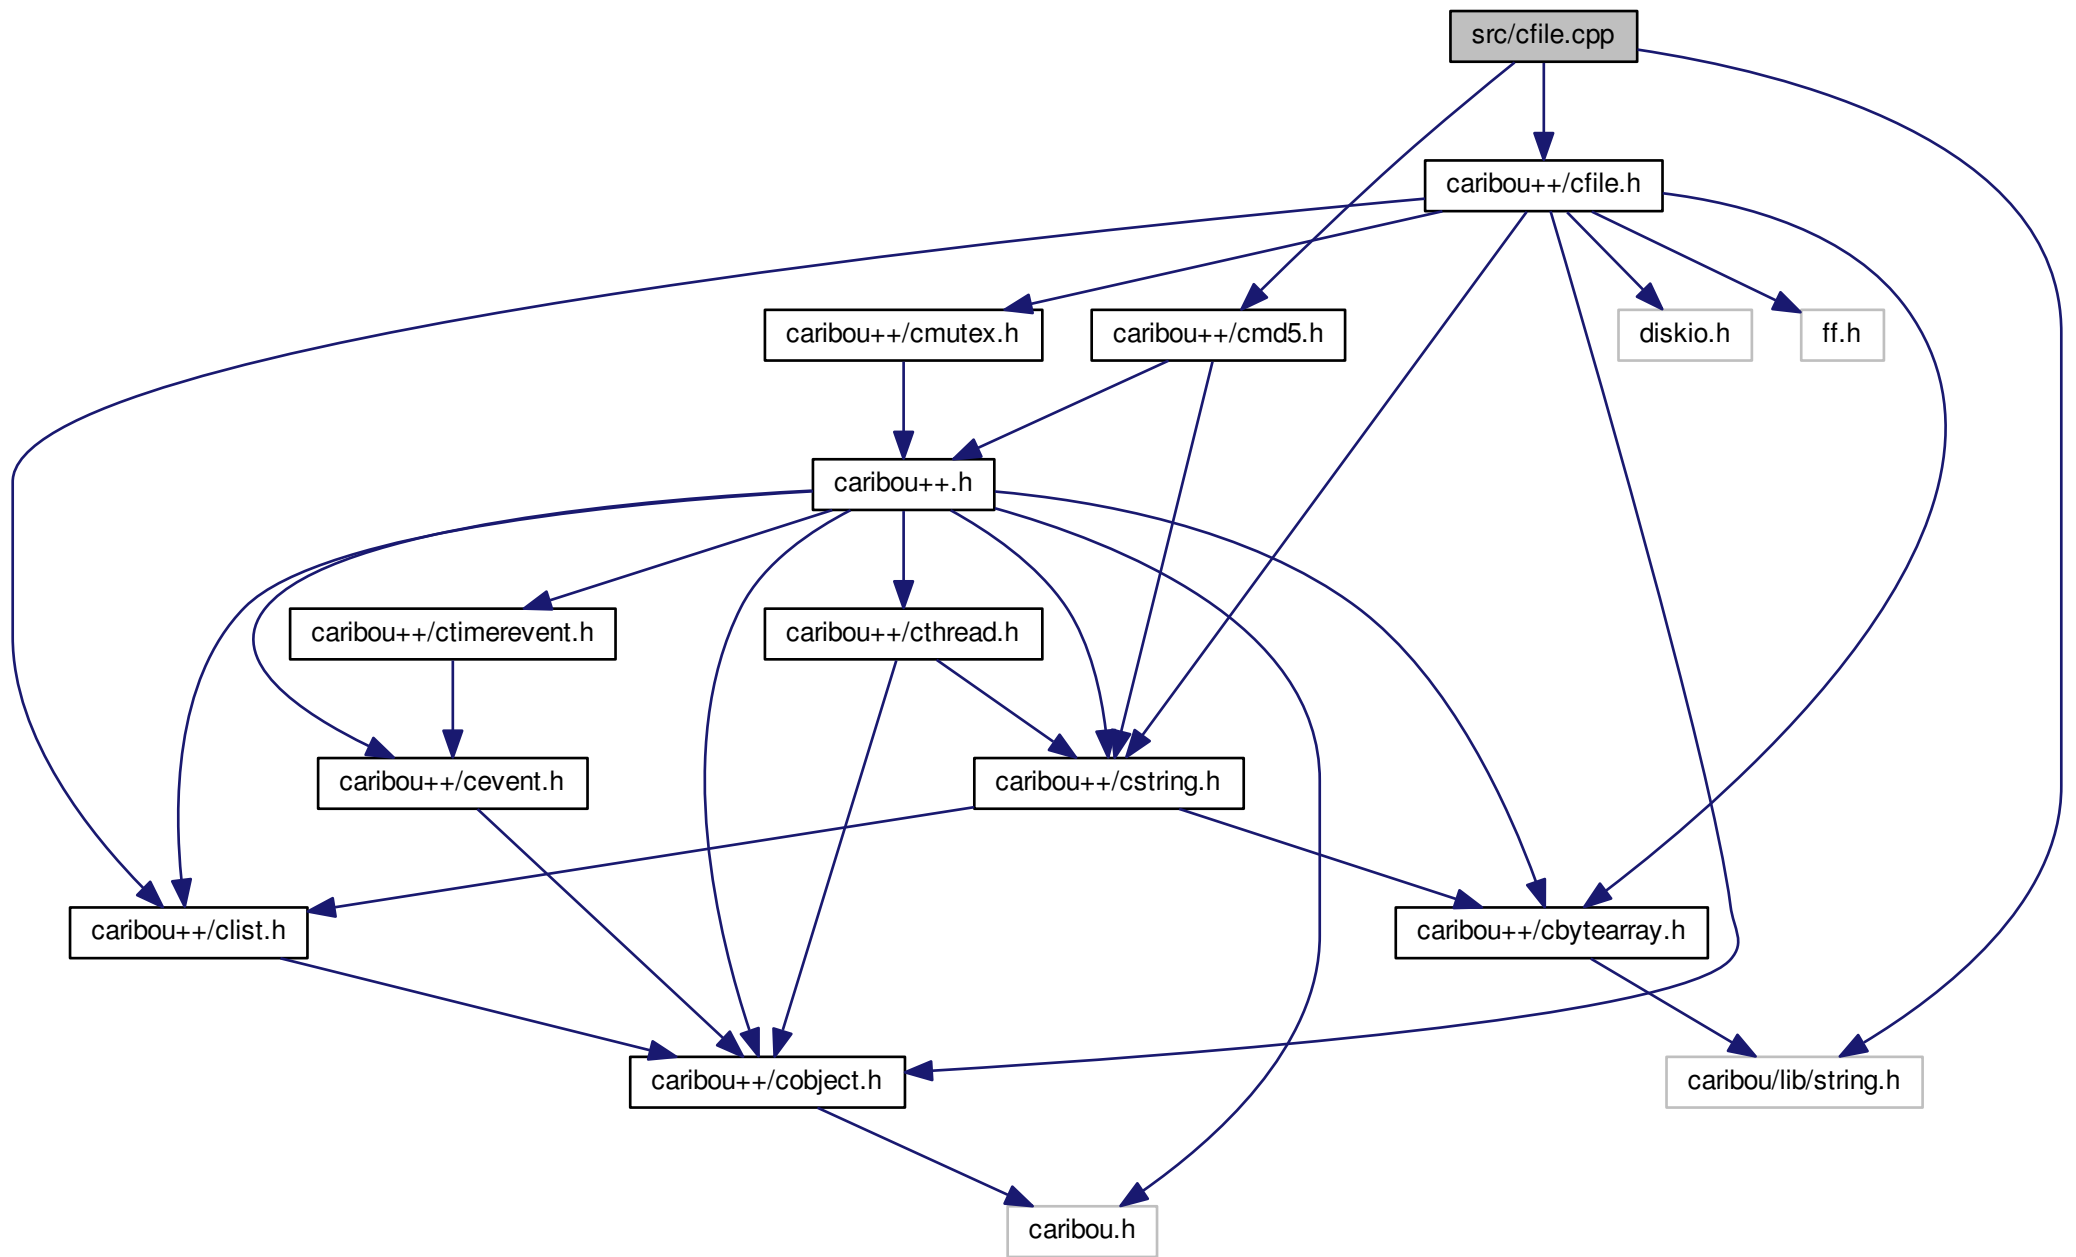 src/cfile.cpp
caribou++/cfile.h
caribou++/cmutex.h
caribou++/cmd5.h
diskio.h
ff.h
caribou++.h
caribou++/ctimerevent.h
caribou++/cthread.h
caribou++/cevent.h
caribou++/cstring.h
caribou++/clist.h
caribou++/cbytearray.h
caribou++/cobject.h
caribou/lib/string.h
caribou.h